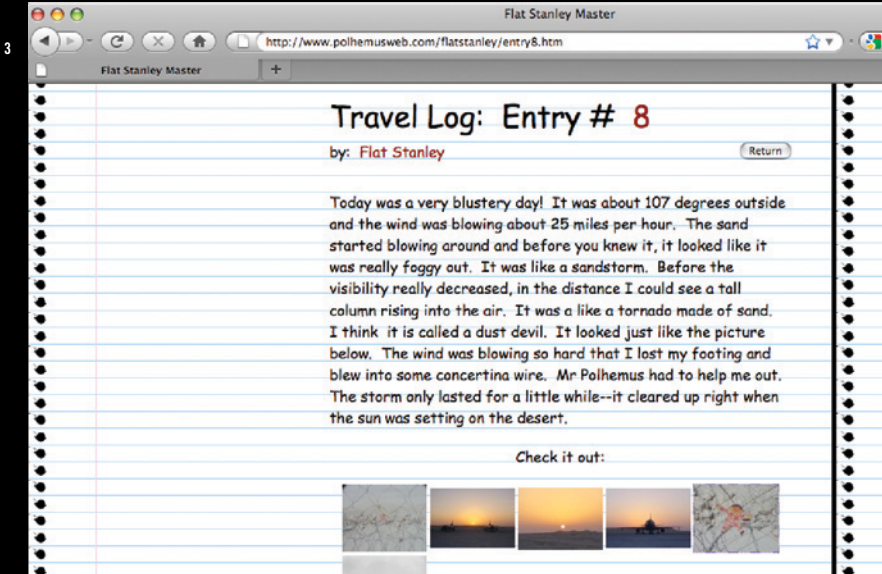 Flat Stanley Master
3
http://www.polhemusweb.com/flatstanley/entry8.htm
Flat Stanley Master
Travel Log: Entry # 8
by: Flat Stanley
Return
Today was a very blustery day! It was about 107 degrees outside
and the wind was blowing about 25 miles per hour. The sand
started blowing around and before you knew it, it looked like it
was really foggy out. It was like a sandstorm. Before the
visibility really decreased, in the distance I could see a tall
column rising into the air. It was a like a tornado made of sand.
I think it is called a dust devil. It looked just like the picture
below. The wind was blowing so hard that I lost my footing and
blew into some concertina wire. Mr Polhemus had to help me out.
The storm only lasted for a little while--it cleared up right when
the sun was setting on the desert.
Check it out: